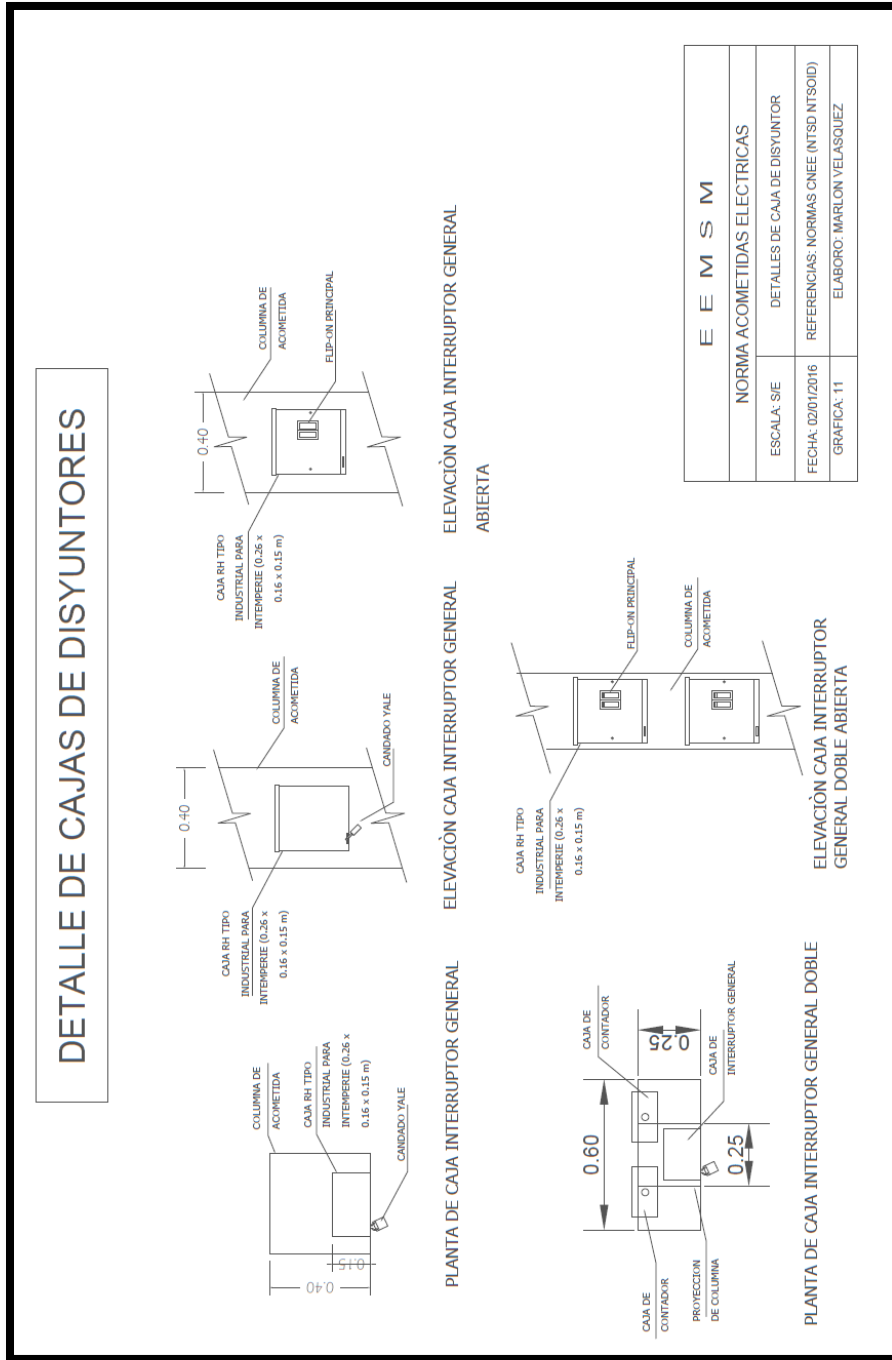 DETALLE DE CAJAS DE DISYUNTORES
COLUMNA DE
ACOMETIDA
CAJA RH TIPO
INDUSTRIAL PARA
INTEMPERIE (0.26 x
0.16 x 0.15 m)
CANDADO YALE
0.40
0.15
PLANTA DE CAJA INTERRUPTOR GENERAL
0.40
CAJA RH TIPO
INDUSTRIAL PARA
INTEMPERIE (0.26 x
0.16 x 0.15 m)
COLUMNA DE
ACOMETIDA
CANDADO YALE
ELEVACIÒN CAJA INTERRUPTOR GENERAL
0.40
CAJA RH TIPO
INDUSTRIAL PARA
INTEMPERIE (0.26 x
0.16 x 0.15 m)
COLUMNA DE
ACOMETIDA
FLIP-ON PRINCIPAL
ELEVACIÒN CAJA INTERRUPTOR GENERAL
ABIERTA
CAJA DE
CONTADOR
0.60
0.25
CAJA DE
INTERRUPTOR GENERAL
0.25
CAJA DE
CONTADOR
PROYECCION
DE COLUMNA
PLANTA DE CAJA INTERRUPTOR GENERAL DOBLE
CAJA RH TIPO
INDUSTRIAL PARA
INTEMPERIE (0.26 x
0.16 x 0.15 m)
FLIP-ON PRINCIPAL
COLUMNA DE
ACOMETIDA
ELEVACIÒN CAJA INTERRUPTOR
GENERAL DOBLE ABIERTA
E E M S M
NORMA ACOMETIDAS ELECTRICAS
ESCALA: S/E
DETALLES DE CAJA DE DISYUNTOR
FECHA: 02/01/2016
REFERENCIAS: NORMAS CNEE (NTSD NTSOID)
GRAFICA: 11
ELABORO: MARLON VELASQUEZ